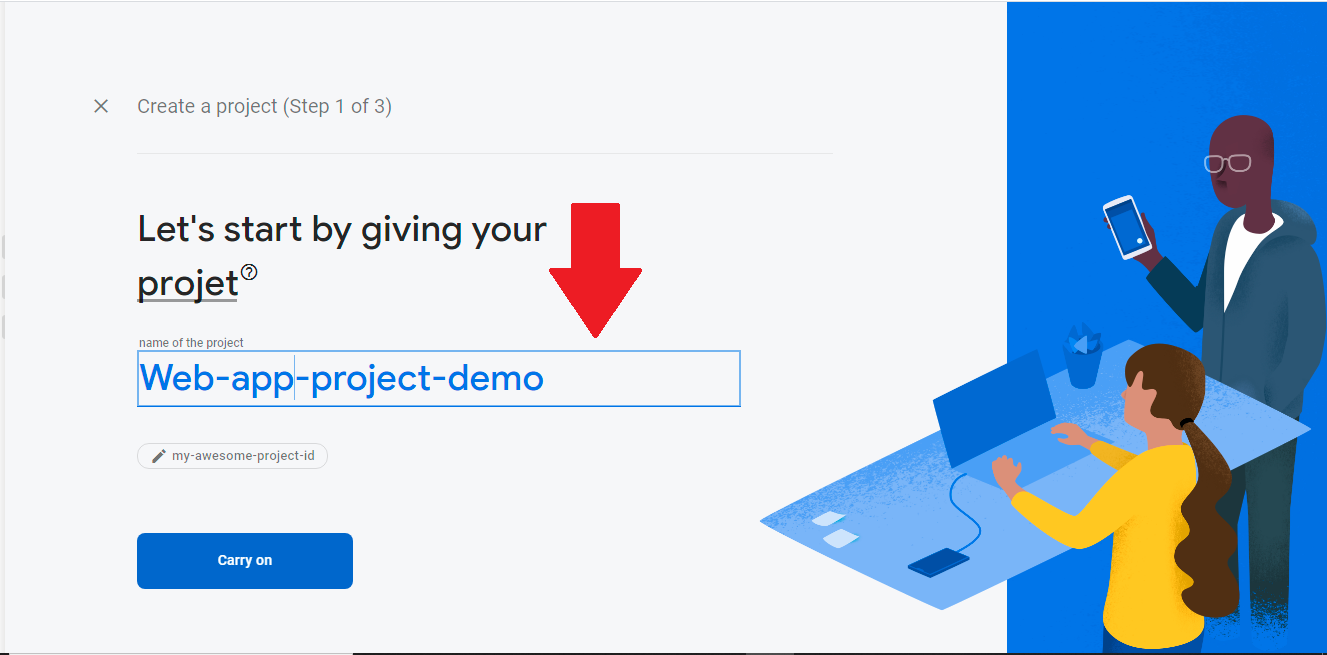 Create a project (Step 1 of 3)
Let's start by giving your
projet
name of the project
Web-app-project-demo
my-awesome-project-id
Carry on